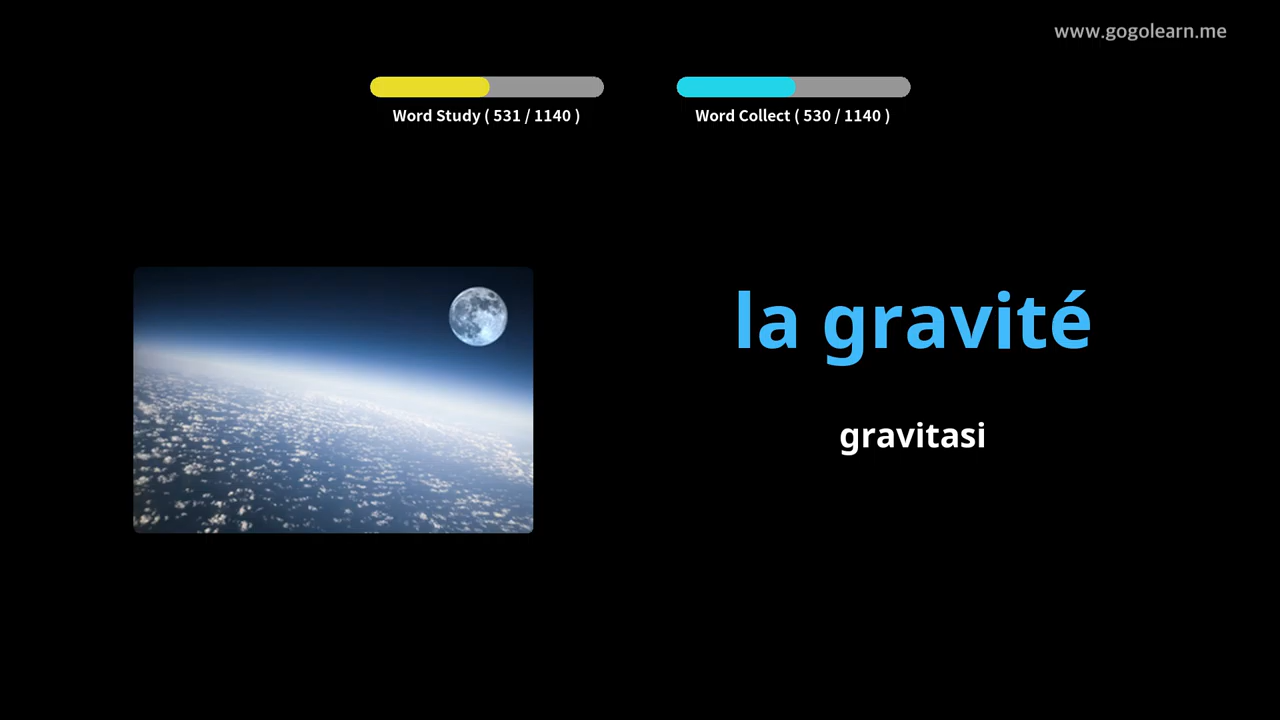 www.gogolearn.me
Word Study ( 531 / 1140 )
Word Collect ( 530 / 1140 )
la gravité
gravitasi